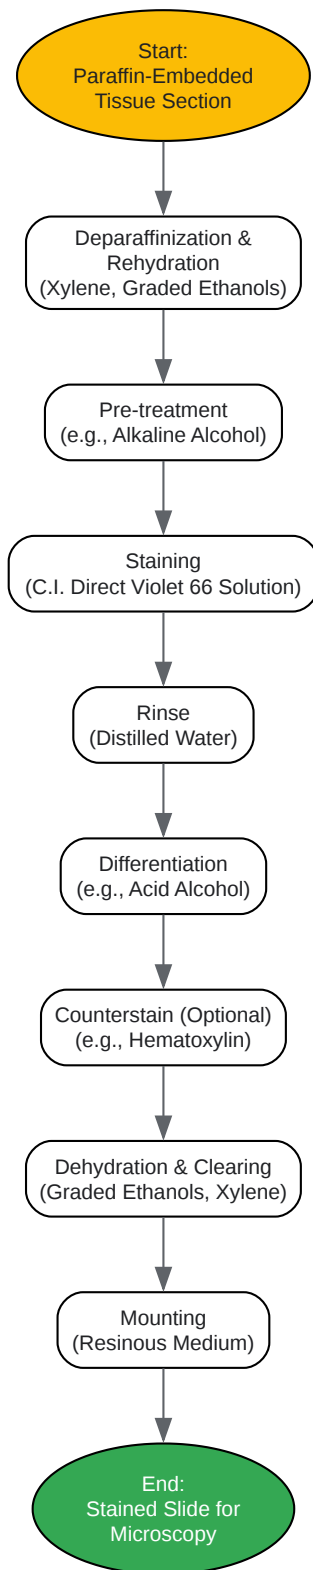 Start:
Paraffin-Embedded
Tissue Section
Deparaffinization &
Rehydration
(Xylene, Graded Ethanols)
Pre-treatment
(e.g., Alkaline Alcohol)
Staining
(C.I. Direct Violet 66 Solution)
Rinse
(Distilled Water)
Differentiation
(e.g., Acid Alcohol)
Counterstain (Optional)
(e.g., Hematoxylin)
Dehydration & Clearing
(Graded Ethanols, Xylene)
Mounting
(Resinous Medium)
End:
Stained Slide for
Microscopy